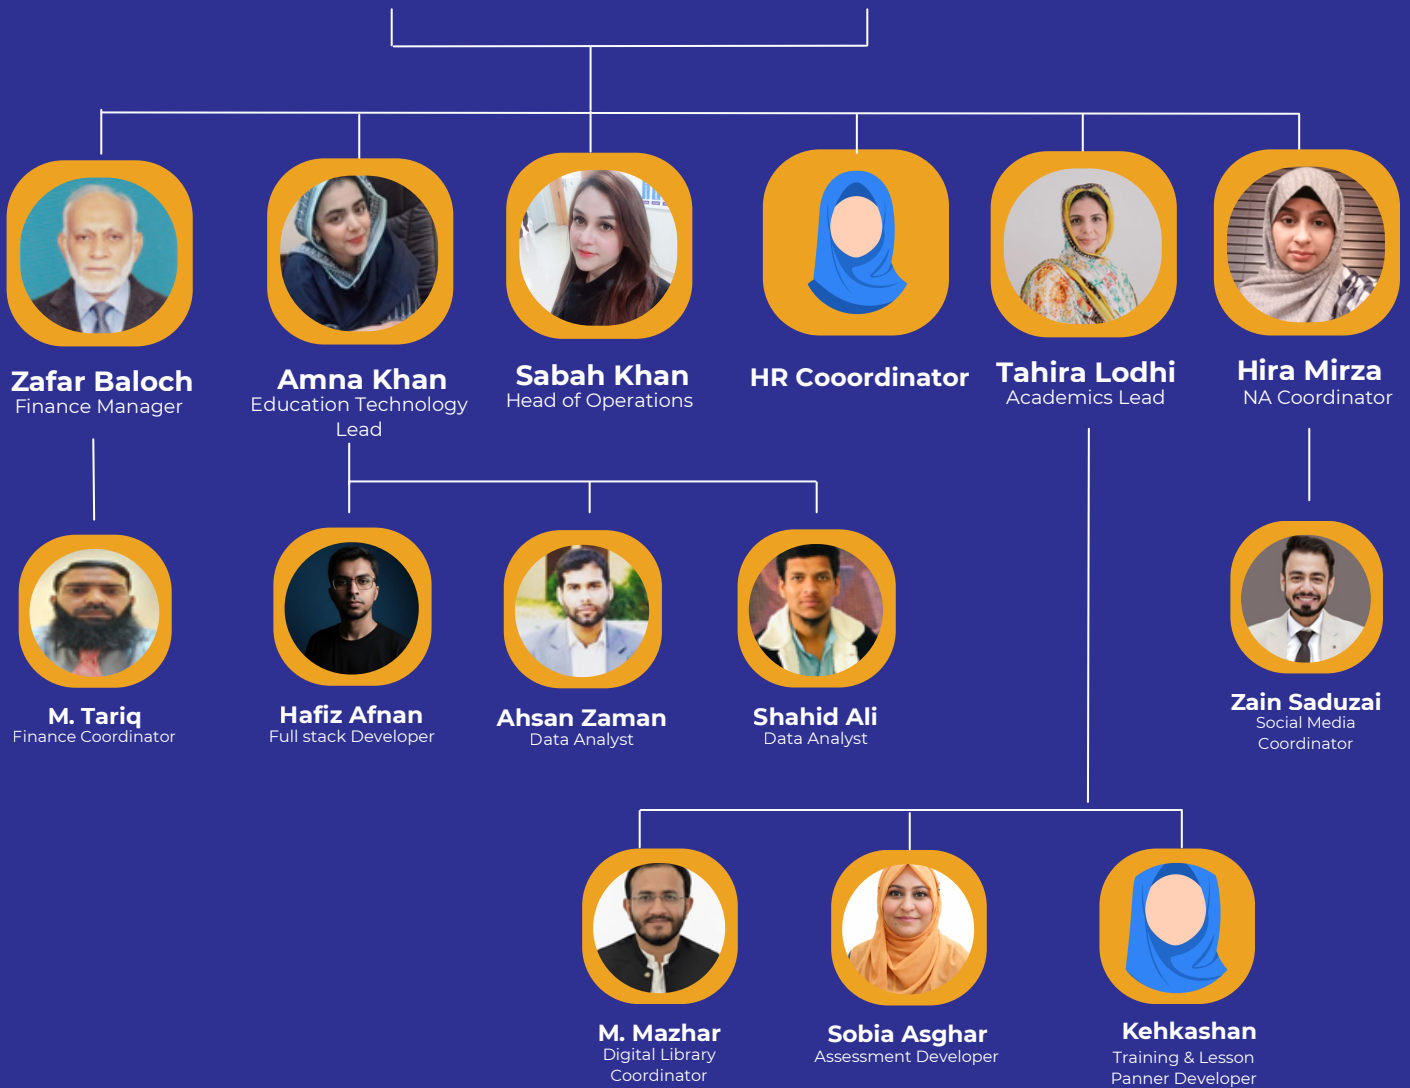 Zafar Baloch
Finance Manager
Amna Khan
Education Technology
Lead
Sabah Khan
Head of Operations
HR Cooordinator
Tahira Lodhi
Academics Lead
Hira Mirza
NA Coordinator
M. Tariq
Finance Coordinator
Hafiz Afnan
Full stack Developer
Ahsan Zaman
Data Analyst
Shahid Ali
Data Analyst
Zain Saduzai
Social Media
Coordinator
M. Mazhar
Digital Library
Coordinator
Sobia Asghar
Assessment Developer
Kehkashan
Training & Lesson
Panner Developer